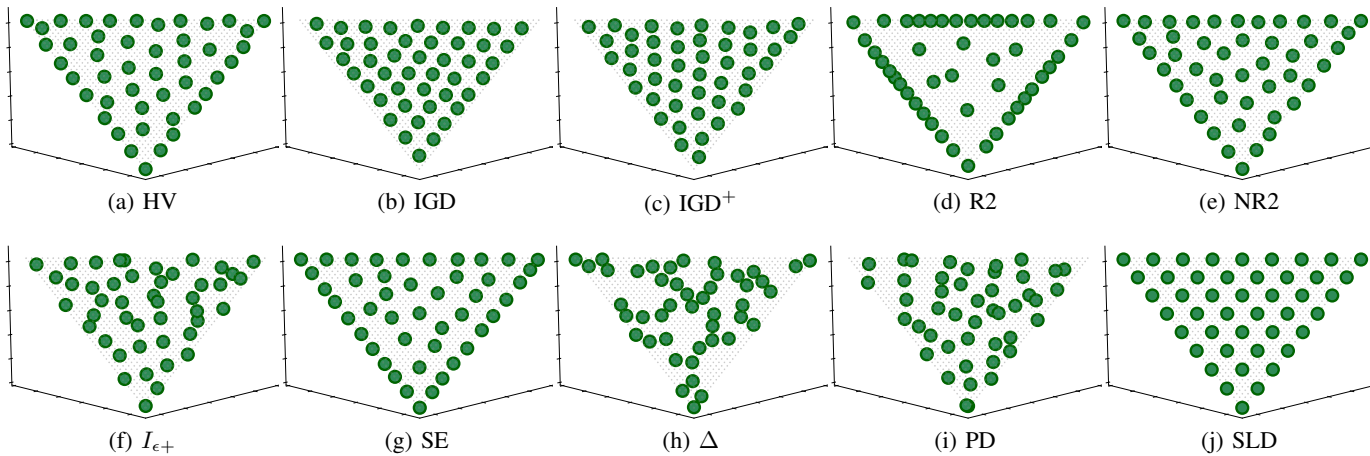 (a) HV
(b) IGD
(c) IGD⁺
(d) R2
(e) NR2
(f) I_{ϵ+}
(g) SE
(h) Δ
(i) PD
(j) SLD